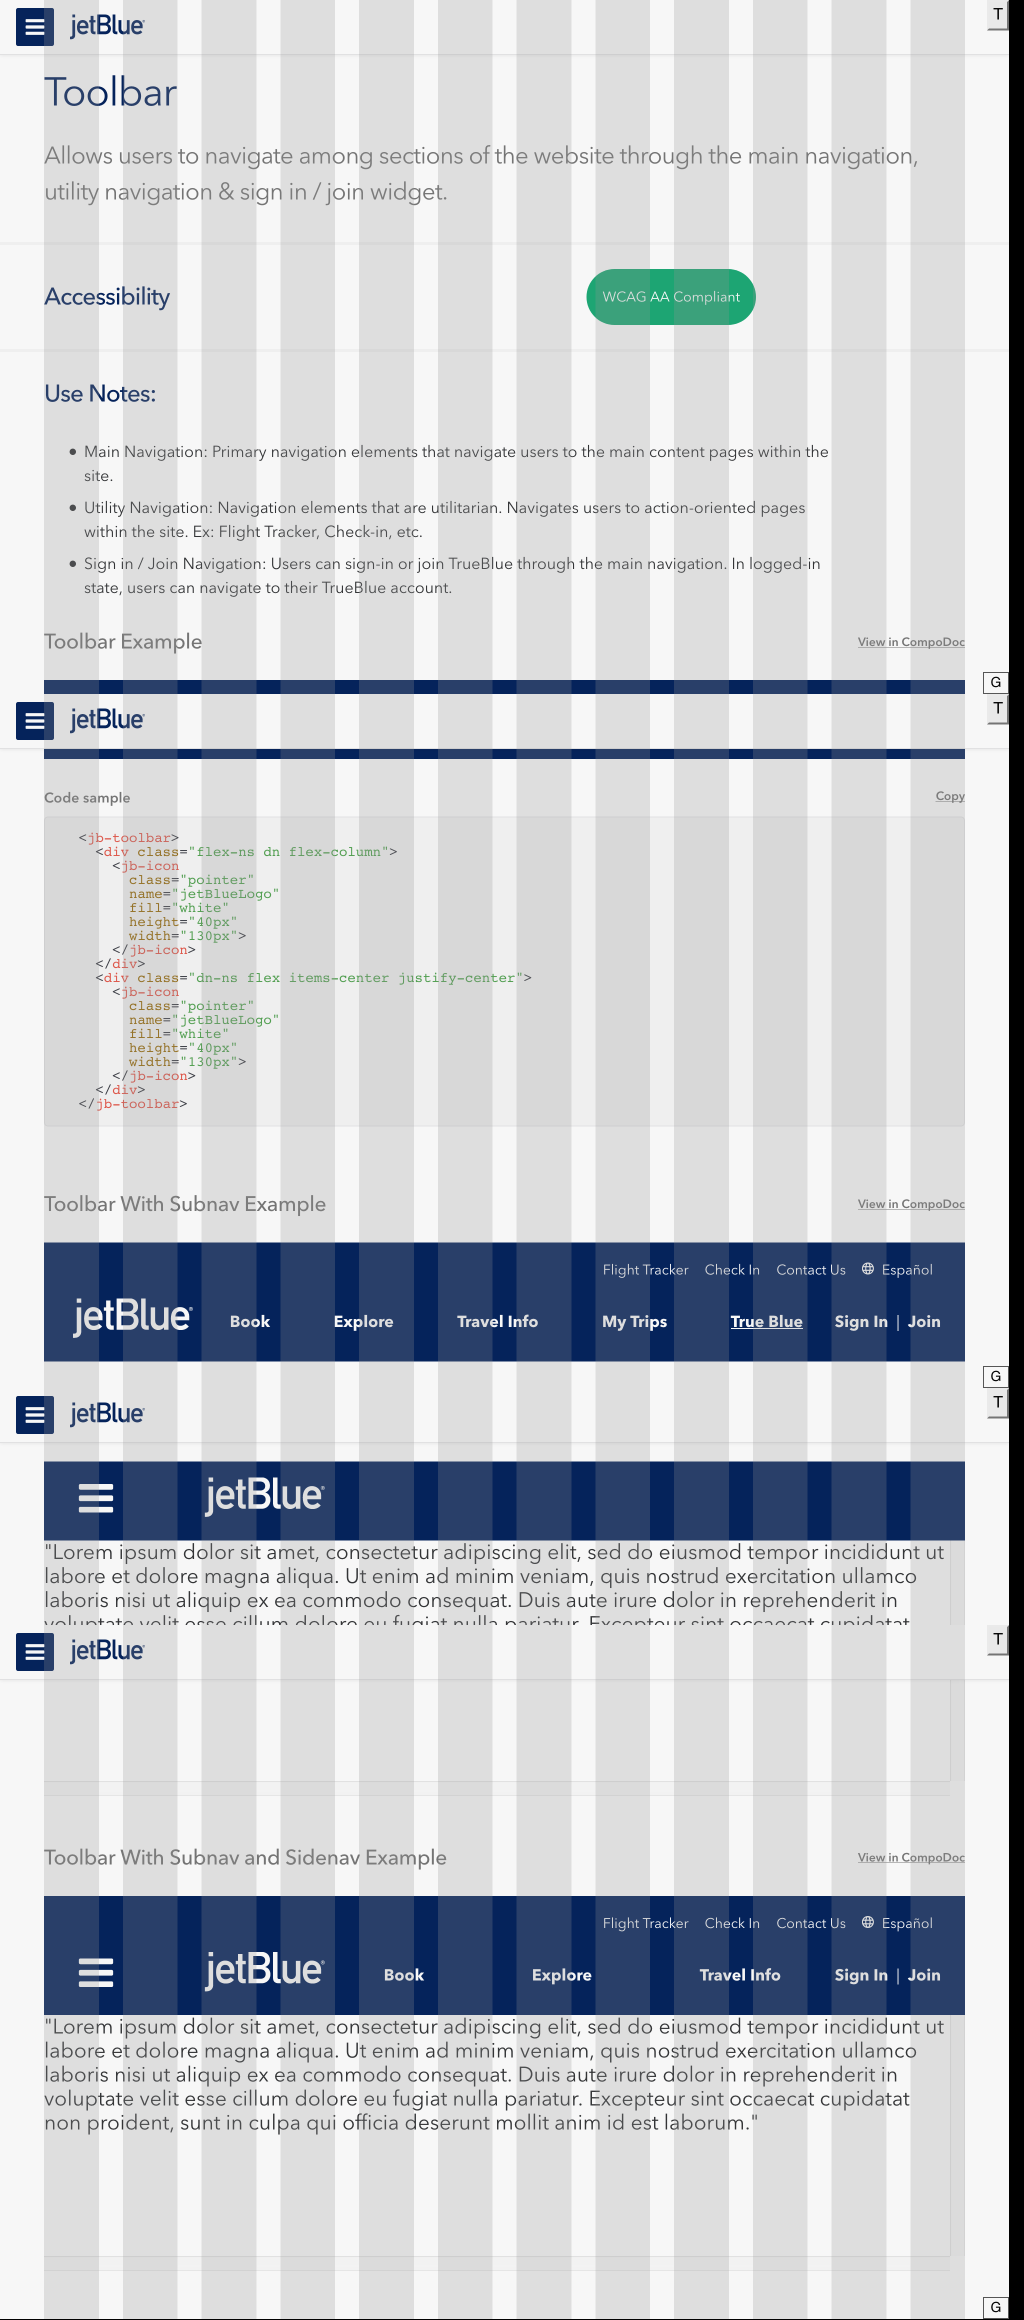 jetBlue
T
Toolbar
Allows users to navigate among sections of the website through the main navigation,
utility navigation & sign in / join widget.
Accessibility
WCAG AA Compliant
Use Notes:
• Main Navigation: Primary navigation elements that navigate users to the main content pages within the
site.
• Utility Navigation: Navigation elements that are utilitarian. Navigates users to action-oriented pages
within the site. Ex: Flight Tracker, Check-in, etc.
• Sign in / Join Navigation: Users can sign-in or join TrueBlue through the main navigation. In logged-in
state, users can navigate to their TrueBlue account.
Toolbar Example
View in CompoDoc
G
jetBlue
T
Code sample
Copy
<jb-toolbar>
<div class="flex-ns dn flex-column">
<jb-icon
class="pointer"
name="jetBlueLogo"
fill="white"
height="40px"
width="130px">
</jb-icon>
</div>
<div class="dn-ns flex items-center justify-center">
<jb-icon
class="pointer"
name="jetBlueLogo"
fill="white"
height="40px"
width="130px">
</jb-icon>
</div>
</jb-toolbar>
Toolbar With Subnav Example
View in CompoDoc
Flight Tracker Check In Contact Us Español
jetBlue Book Explore Travel Info My Trips True Blue Sign In | Join
G
jetBlue
T
jetBlue
"Lorem ipsum dolor sit amet, consectetur adipiscing elit, sed do eiusmod tempor incididunt ut
labore et dolore magna aliqua. Ut enim ad minim veniam, quis nostrud exercitation ullamco
laboris nisi ut aliquip ex ea commodo consequat. Duis aute irure dolor in reprehenderit in
voluptate velit esse cillum dolore eu fugiat nulla pariatur. Excepteur sint occaecat cupidatat
jetBlue
T
Toolbar With Subnav and Sidenav Example
View in CompoDoc
Flight Tracker Check In Contact Us Español
jetBlue Book Explore Travel Info Sign In | Join
"Lorem ipsum dolor sit amet, consectetur adipiscing elit, sed do eiusmod tempor incididunt ut
labore et dolore magna aliqua. Ut enim ad minim veniam, quis nostrud exercitation ullamco
laboris nisi ut aliquip ex ea commodo consequat. Duis aute irure dolor in reprehenderit in
voluptate velit esse cillum dolore eu fugiat nulla pariatur. Excepteur sint occaecat cupidatat
non proident, sunt in culpa qui officia deserunt mollit anim id est laborum."
G